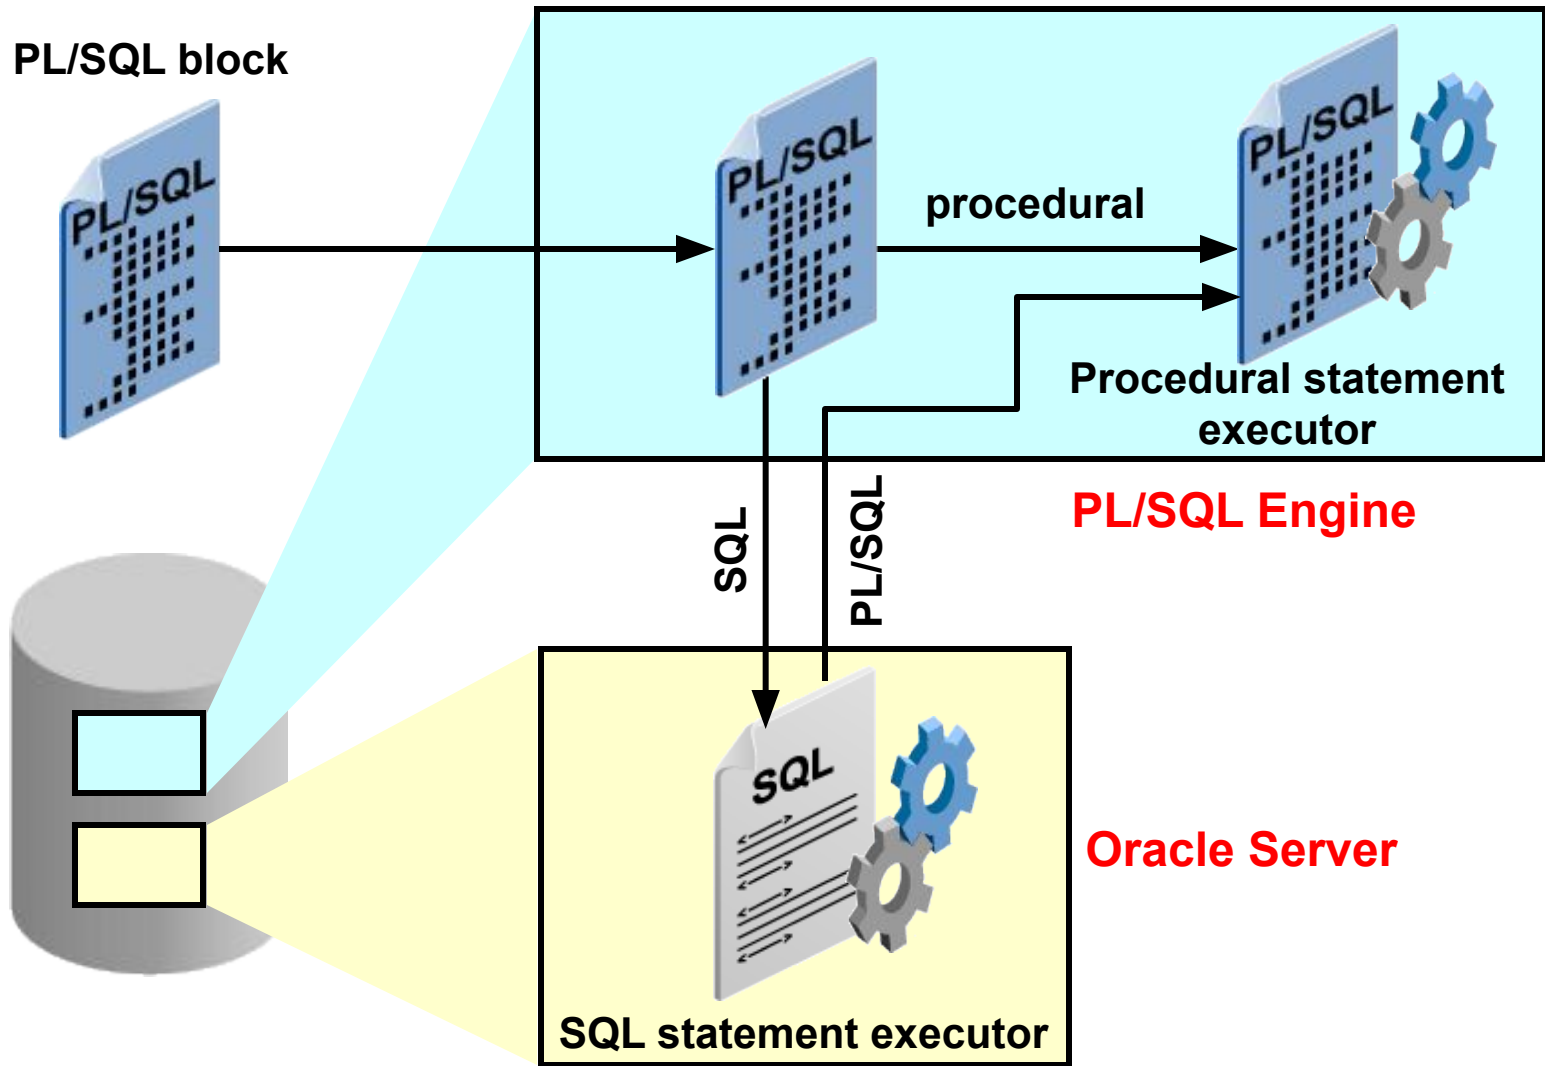 PL/SQL block
PL/SQL
PL/SQL
procedural
PL/SQL
Procedural statement
executor
PL/SQL Engine
SQL
PL/SQL
SQL
Oracle Server
SQL statement executor